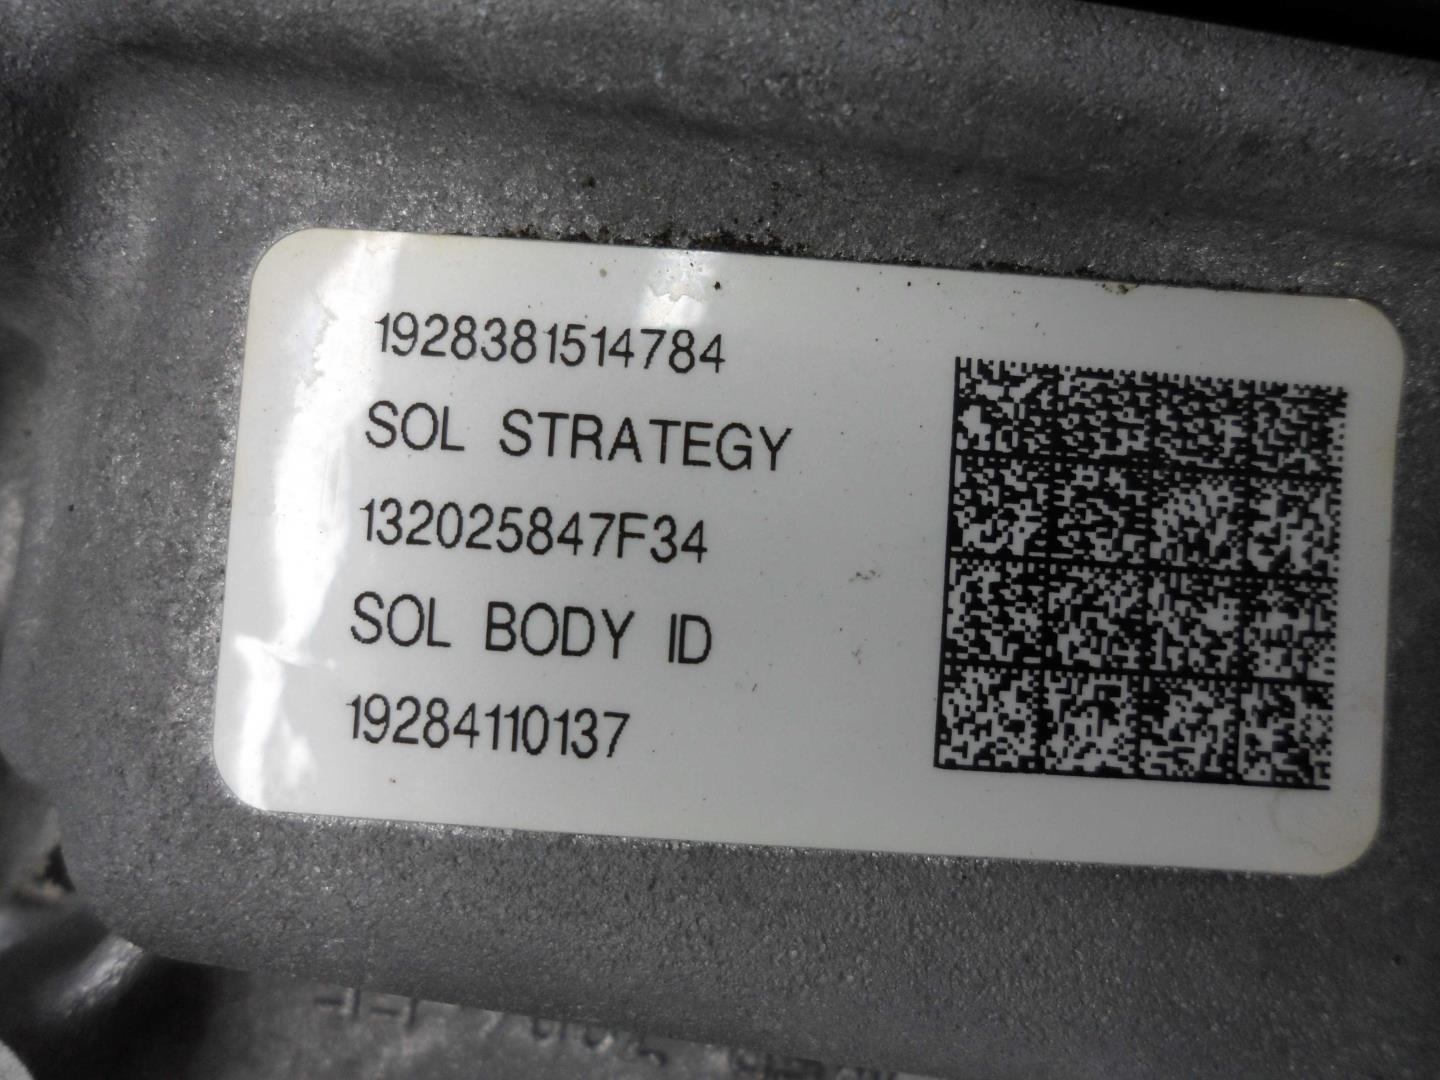 1928381514784
SOL STRATEGY
132025847F34
SOL BODY ID
19284110137